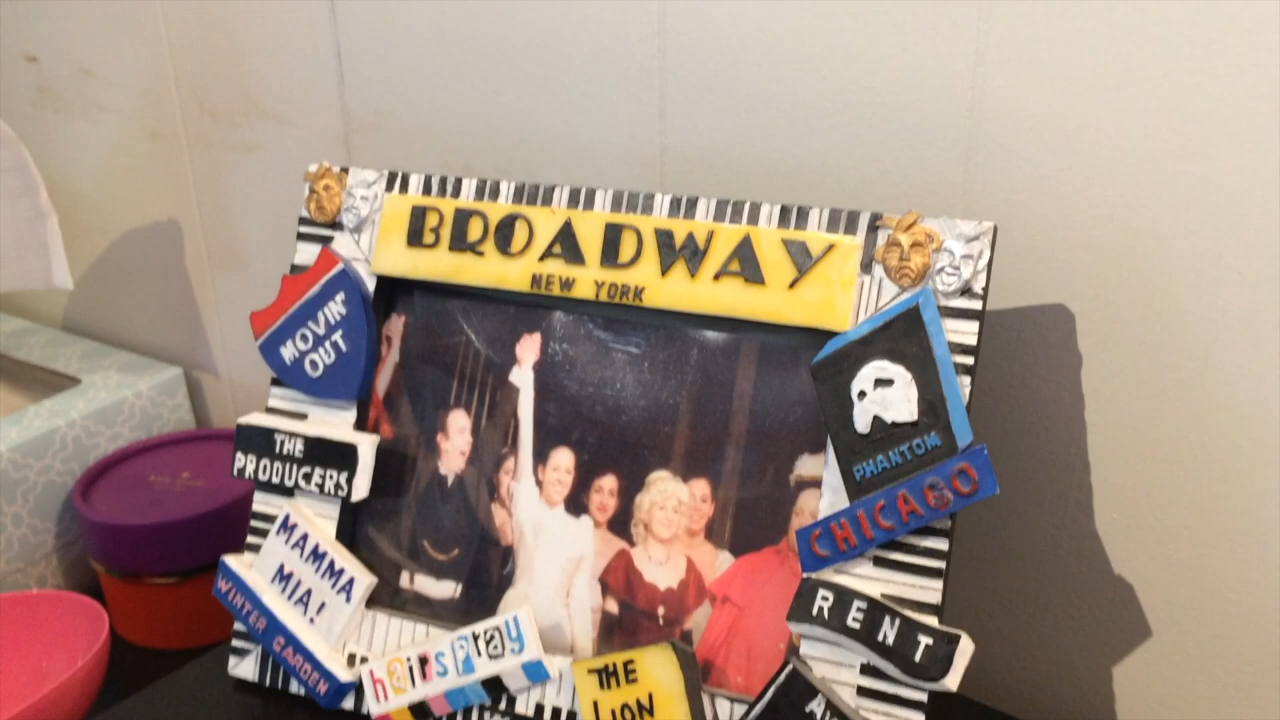 BROADWAY
NEW YORK
MOVIN'
OUT
THE
PRODUCERS
MAMMA
MIA!
WINTER GARDEN
hairspray
THE
LION
PHANTOM
CHICAGO
RENT